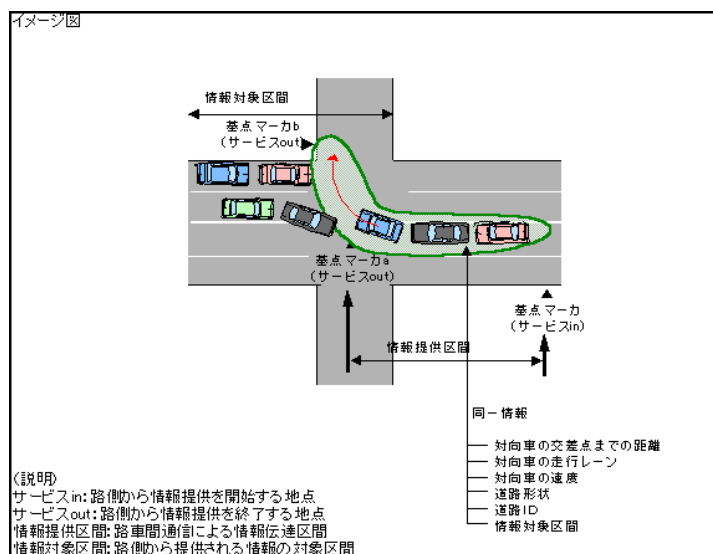 イメージ図
情報対象区間
基点マーカb
(サービスout)
基点マーカa
(サービスout)
基点マーカ
(サービスin)
情報提供区間
同一情報
対向車の交差点までの距離
対向車の走行レーン
対向車の速度
道路形状
道路ID
情報対象区間
(説明)
サービスin:路側から情報提供を開始する地点
サービスout:路側から情報提供を終了する地点
情報提供区間:路車間通信による情報伝達区間
情報対象区間:路側から提供される情報の対象区間